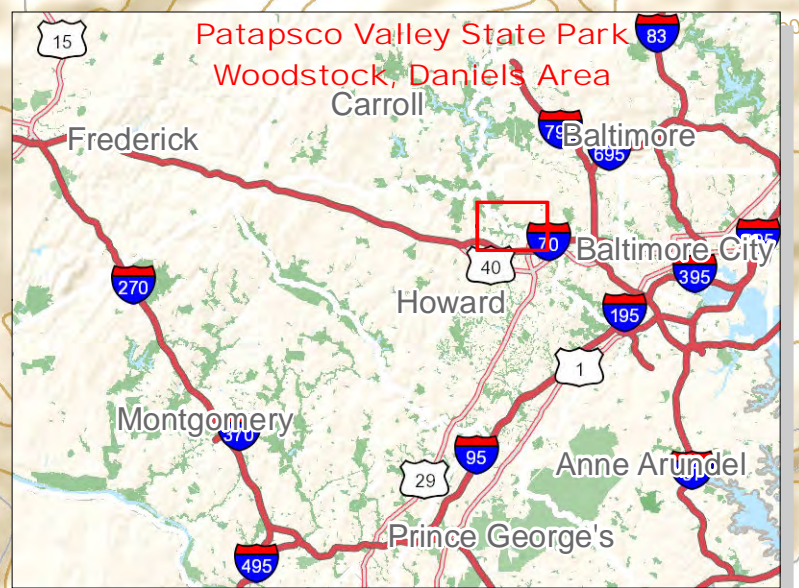 Patapsco Valley State Park
Woodstock, Daniels Area
15
83
Carroll
Frederick
79
Baltimore
695
70
Baltimore City
40
395
270
Howard
195
1
Montgomery
370
95
Anne Arundel
29
Prince George's
495